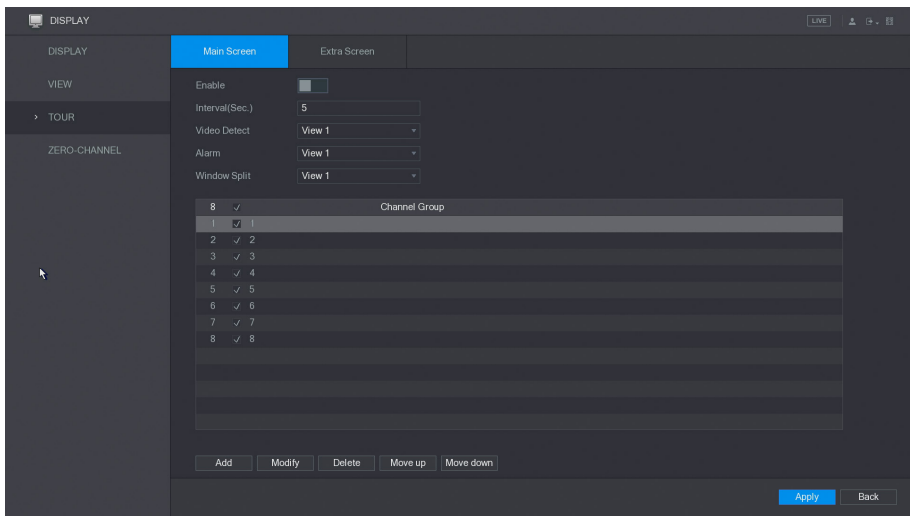 DISPLAY LIVE
DISPLAY
VIEW
TOUR
ZERO-CHANNEL
Main Screen Extra Screen
Enable
Interval(Sec.) 5
Video Detect View 1
Alarm View 1
Window Split View 1
8 Channel Group
1 1
2 2
3 3
4 4
5 5
6 6
7 7
8 8
Add Modify Delete Move up Move down
Apply Back